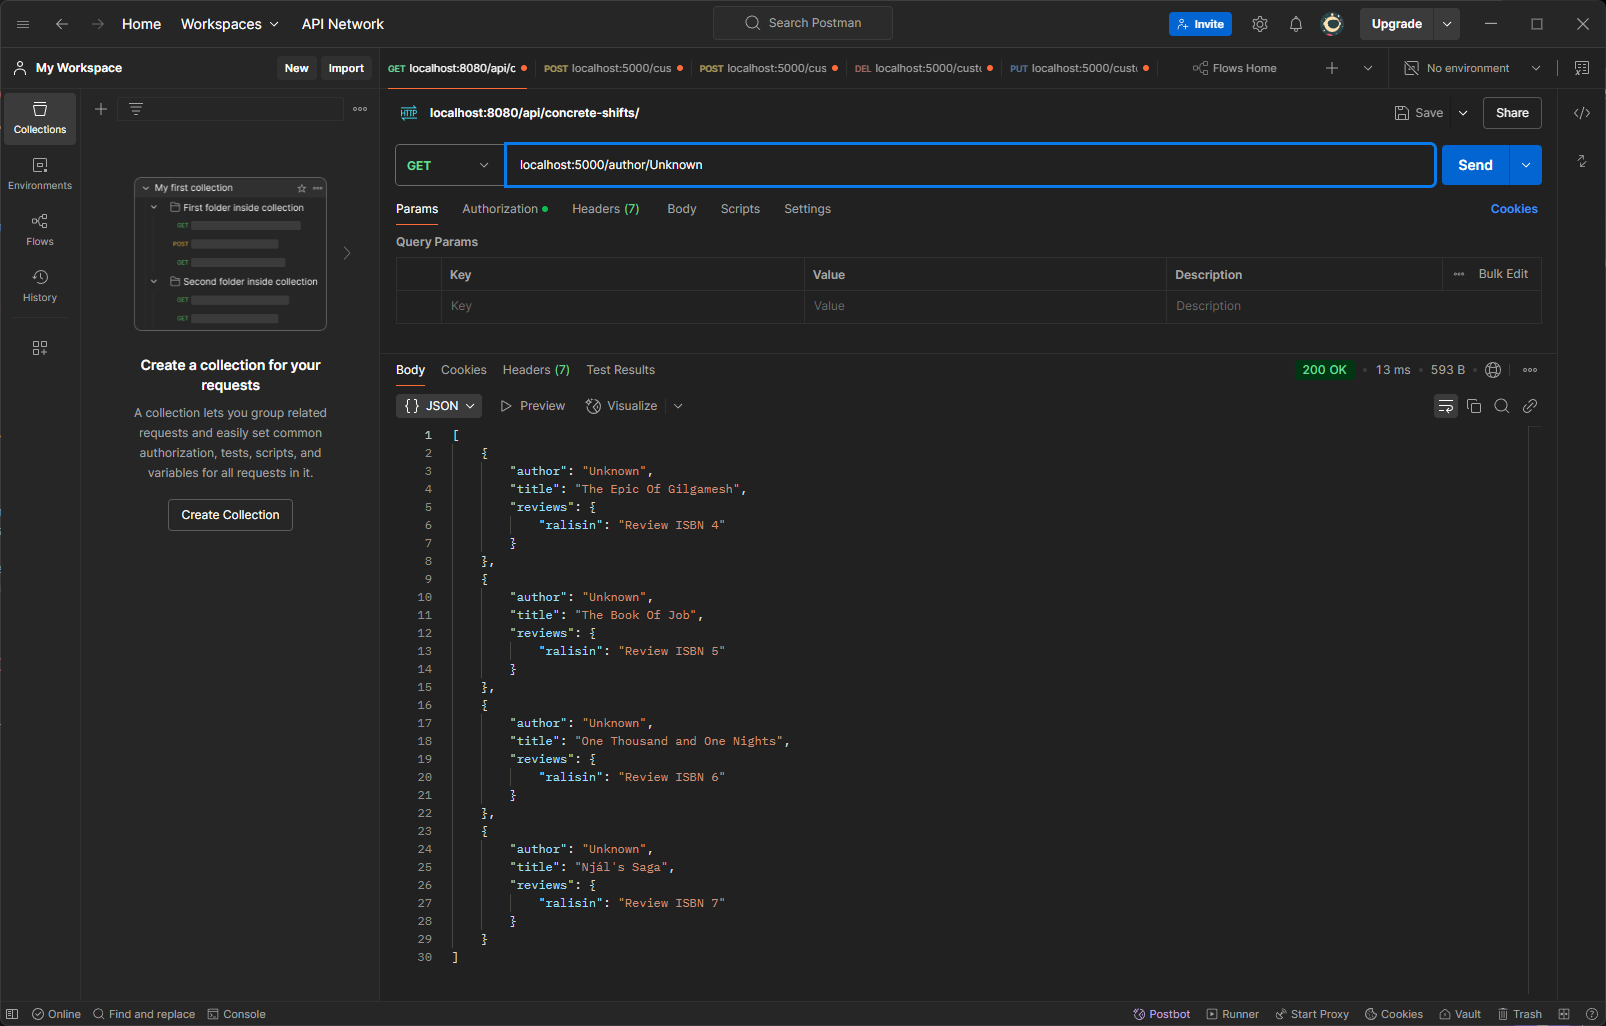 Home Workspaces API Network Search Postman Invite Upgrade
My Workspace New Import GET localhost:8080/api/c POST localhost:5000/cus POST localhost:5000/cus DEL localhost:5000/custo PUT localhost:5000/custo Flows Home No environment
Collections
Environments
Flows
History
My first collection
First folder inside collection
GET
POST
GET
Second folder inside collection
GET
GET
Create a collection for your
requests
A collection lets you group related
requests and easily set common
authorization, tests, scripts, and
variables for all requests in it.
Create Collection
HTTP localhost:8080/api/concrete-shifts/ Save Share
GET localhost:5000/author/Unknown Send
Params Authorization Headers (7) Body Scripts Settings Cookies
Query Params
Key Value Description Bulk Edit
Key Value Description
Body Cookies Headers (7) Test Results 200 OK 13 ms 593 B
{} JSON Preview Visualize
1 [
2 {
3 "author": "Unknown",
4 "title": "The Epic Of Gilgamesh",
5 "reviews": {
6 "ralisin": "Review ISBN 4"
7 }
8 },
9 {
10 "author": "Unknown",
11 "title": "The Book Of Job",
12 "reviews": {
13 "ralisin": "Review ISBN 5"
14 }
15 },
16 {
17 "author": "Unknown",
18 "title": "One Thousand and One Nights",
19 "reviews": {
20 "ralisin": "Review ISBN 6"
21 }
22 },
23 {
24 "author": "Unknown",
25 "title": "Njál's Saga",
26 "reviews": {
27 "ralisin": "Review ISBN 7"
28 }
29 }
30 ]
Online Find and replace Console Postbot Runner Start Proxy Cookies Vault Trash